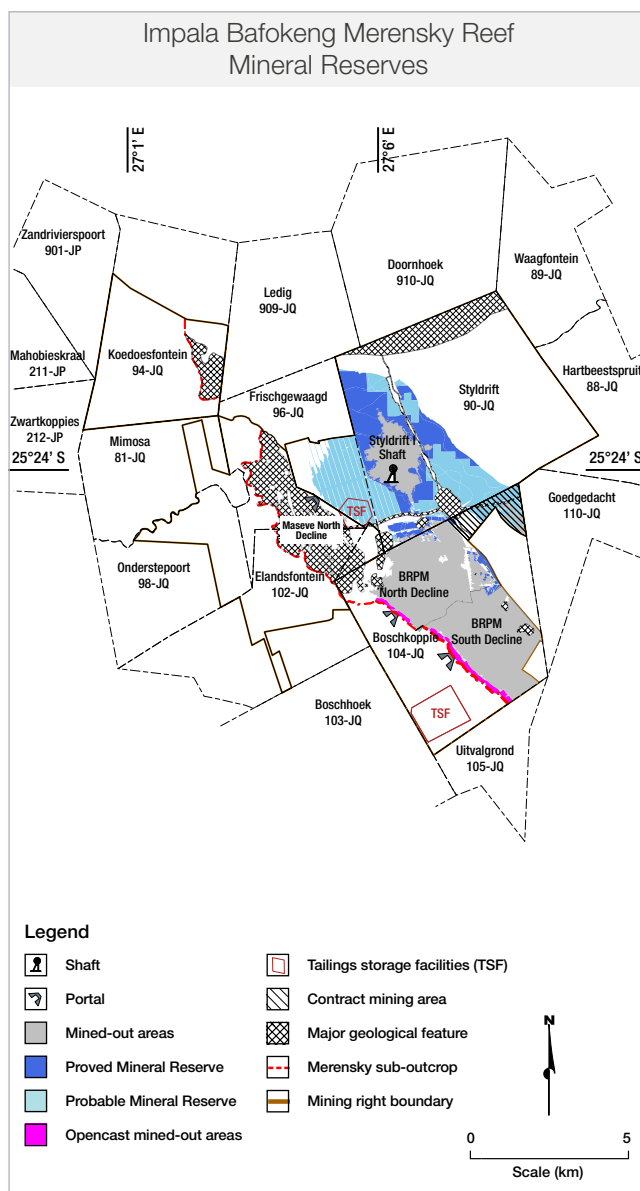 Impala Bafokeng Merensky Reef
Mineral Reserves
27°1' E
27°6' E
Zandrivierspoort
901-JP
Ledig
909-JQ
Doornhoek
910-JQ
Waagfontein
89-JQ
Mahobieskraal
211-JP
Koedoesfontein
94-JQ
Hartbeestspruit
88-JQ
Frischgewaagd
96-JQ
Styldrift
90-JQ
Zwartkoppies
212-JP
Mimosa
81-JQ
Styldrift I
Shaft
25°24' S
25°24' S
Goedgedacht
110-JQ
TSF
Maseve North
Decline
Onderstepoort
98-JQ
Elandsfontein
102-JQ
BRPM
North Decline
BRPM
South Decline
Boschkoppie
104-JQ
Boschhoek
103-JQ
TSF
Uitvalgrond
105-JQ
Legend
Shaft
Portal
Mined-out areas
Proved Mineral Reserve
Probable Mineral Reserve
Opencast mined-out areas
Tailings storage facilities (TSF)
Contract mining area
Major geological feature
Merensky sub-outcrop
Mining right boundary
N
0 5
Scale (km)